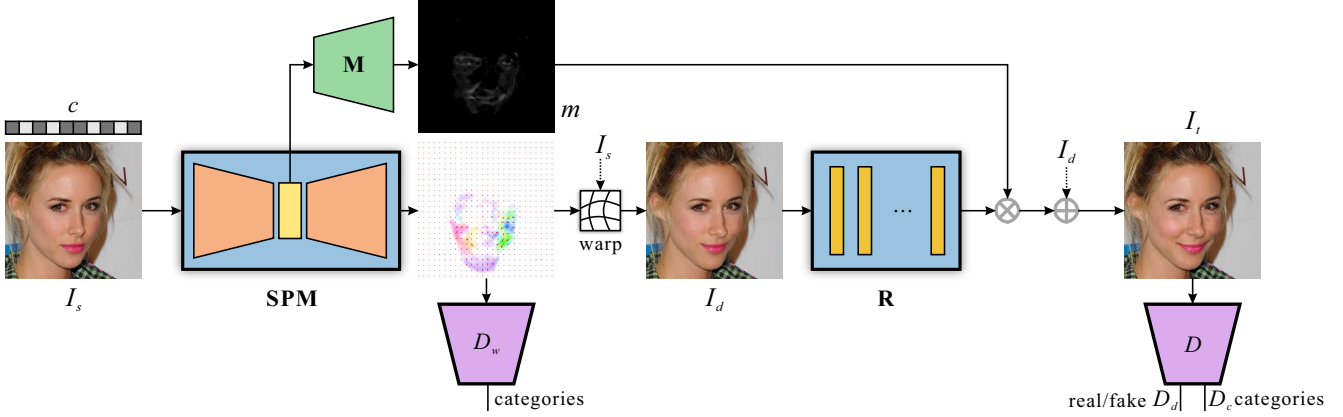 M
c
m
I_s
I_d
I_t
warp
...
I_s
SPM
I_d
R
D_w
D
categories
real/fake D_d
D_c categories